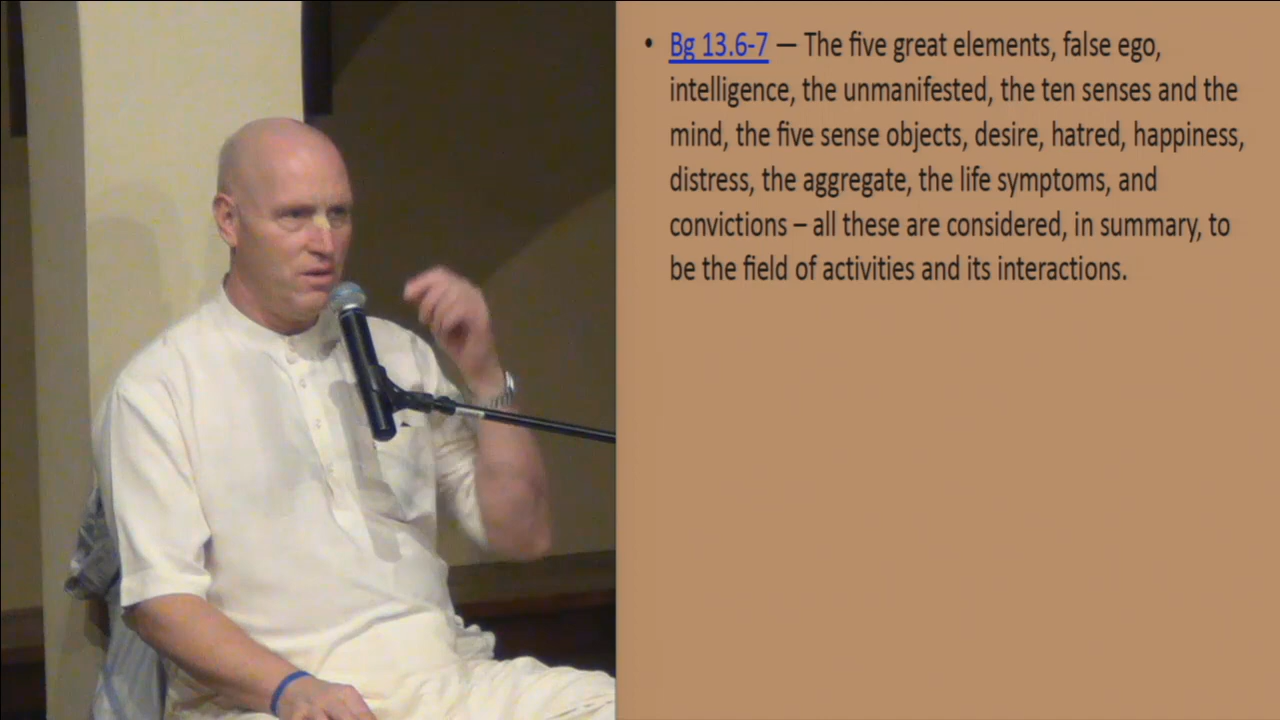 • Bg 13.6-7 — The five great elements, false ego,
intelligence, the unmanifested, the ten senses and the
mind, the five sense objects, desire, hatred, happiness,
distress, the aggregate, the life symptoms, and
convictions – all these are considered, in summary, to
be the field of activities and its interactions.